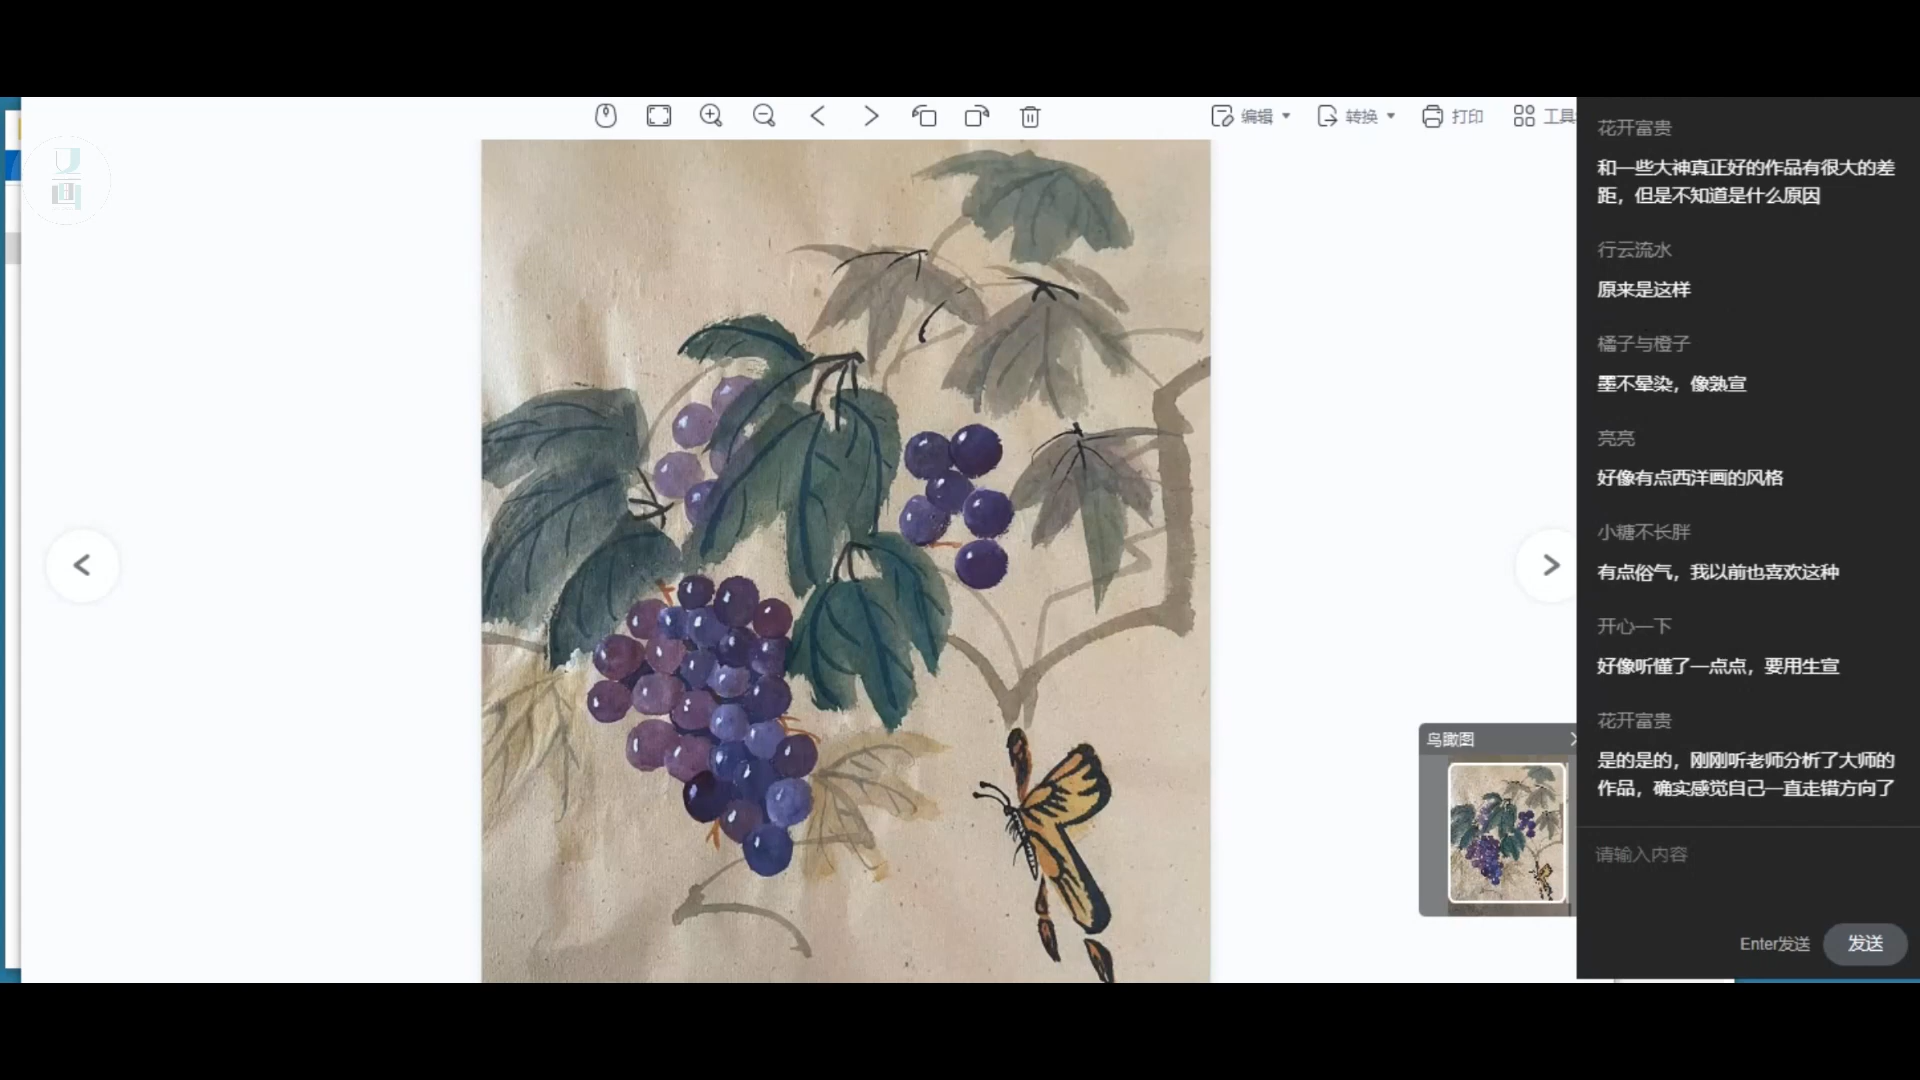 编辑
转换
打印
工具
花开富贵
和一些大神真正好的作品有很大的差
距，但是不知道是什么原因
行云流水
原来是这样
橘子与橙子
墨不晕染，像熟宣
亮亮
好像有点西洋画的风格
小糖不长胖
有点俗气，我以前也喜欢这种
开心一下
好像听懂了一点点，要用生宣
花开富贵
是的是的，刚刚听老师分析了大师的
作品，确实感觉自己一直走错方向了
鸟瞰图
请输入内容
Enter发送
发送